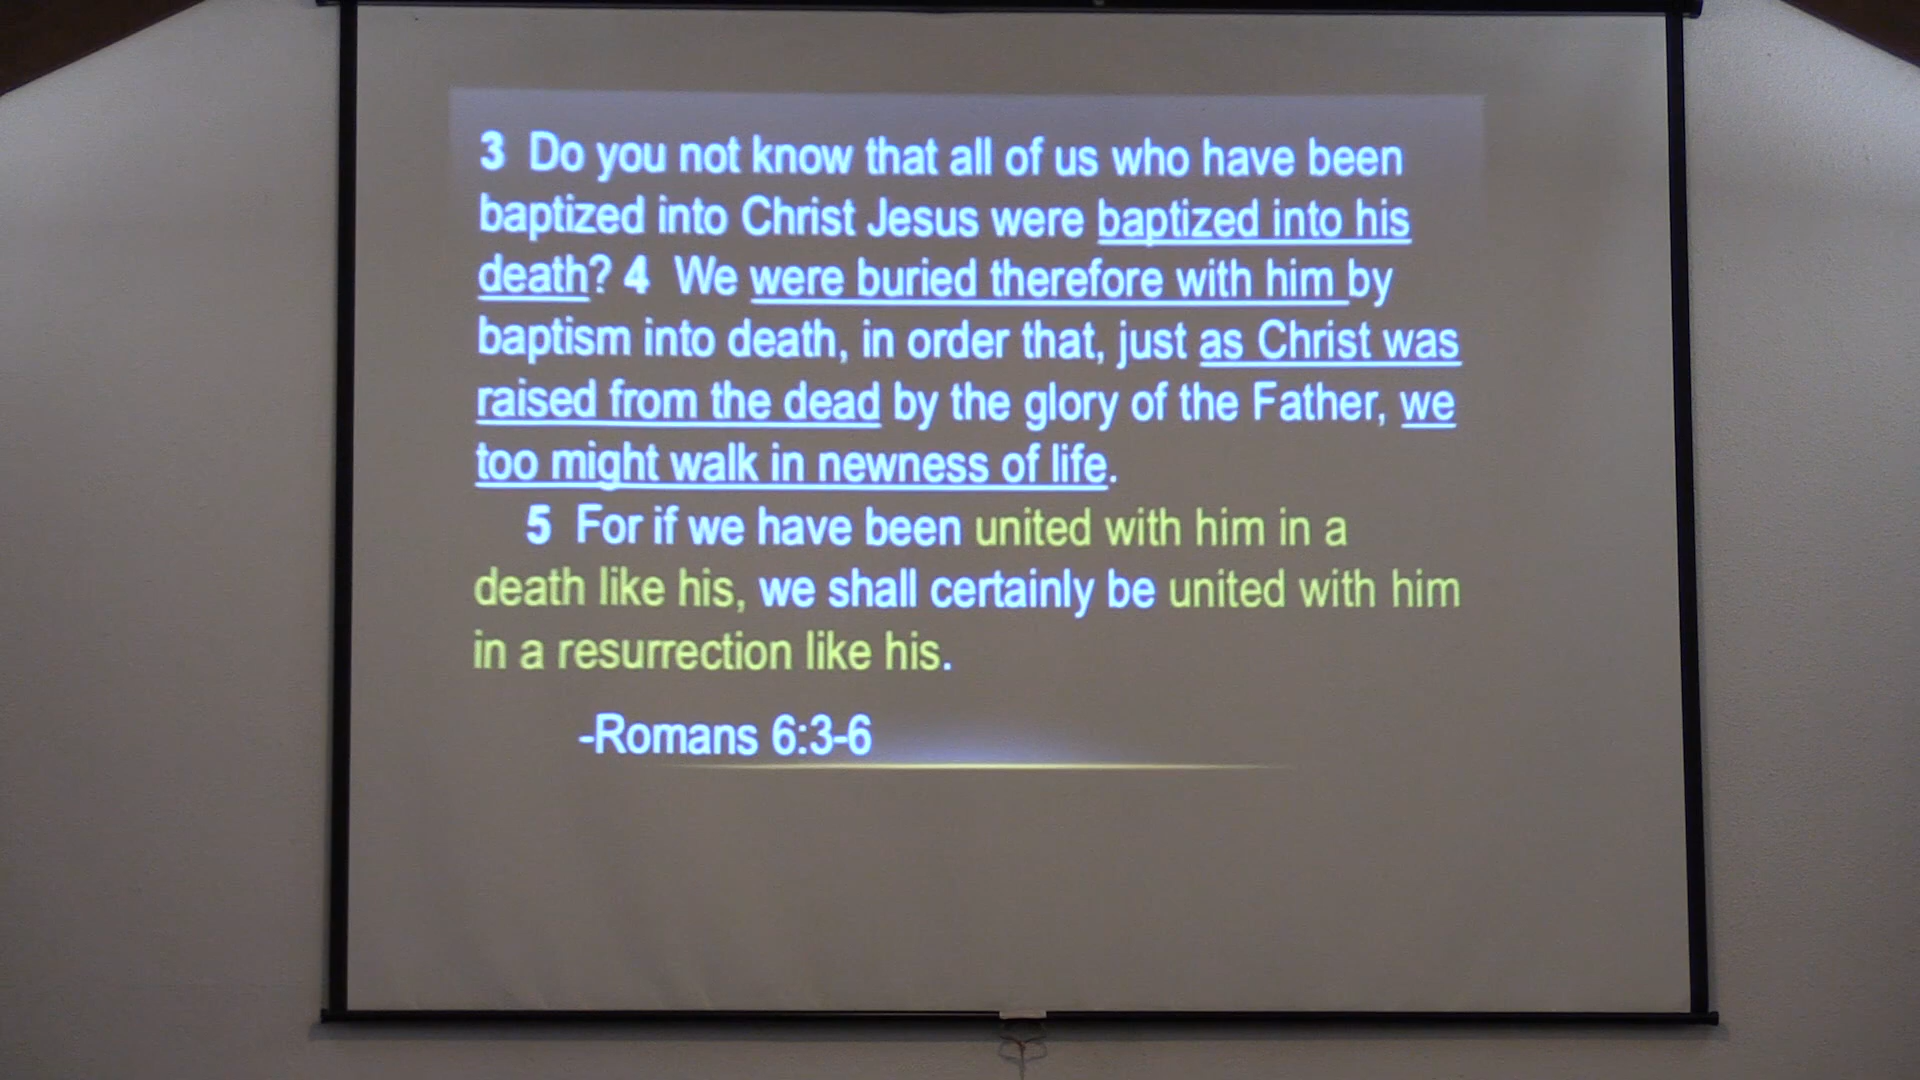 3 Do you not know that all of us who have been
baptized into Christ Jesus were baptized into his
death? 4 We were buried therefore with him by
baptism into death, in order that, just as Christ was
raised from the dead by the glory of the Father, we
too might walk in newness of life.
5 For if we have been united with him in a
death like his, we shall certainly be united with him
in a resurrection like his.
-Romans 6:3-6